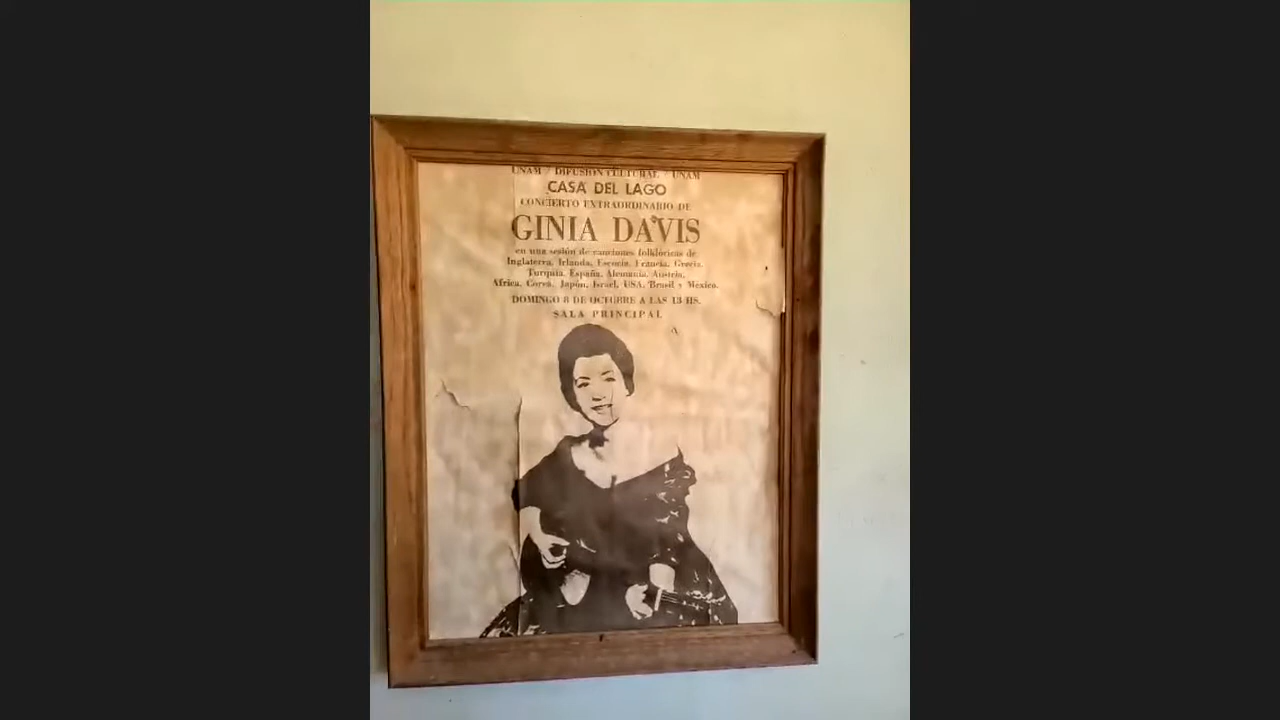 UNAM / DIFUSION CULTURAL / UNAM
CASA DEL LAGO
CONCIERTO EXTRAORDINARIO DE
GINIA DAVIS
en una sesión de canciones folklóricas de
Inglaterra, Irlanda, Escocia, Francia, Grecia,
Turquía, España, Alemania, Austria,
Africa, Corea, Japón, Israel, USA, Brasil y México.
DOMINGO 8 DE OCTUBRE A LAS 13 HS.
SALA PRINCIPAL